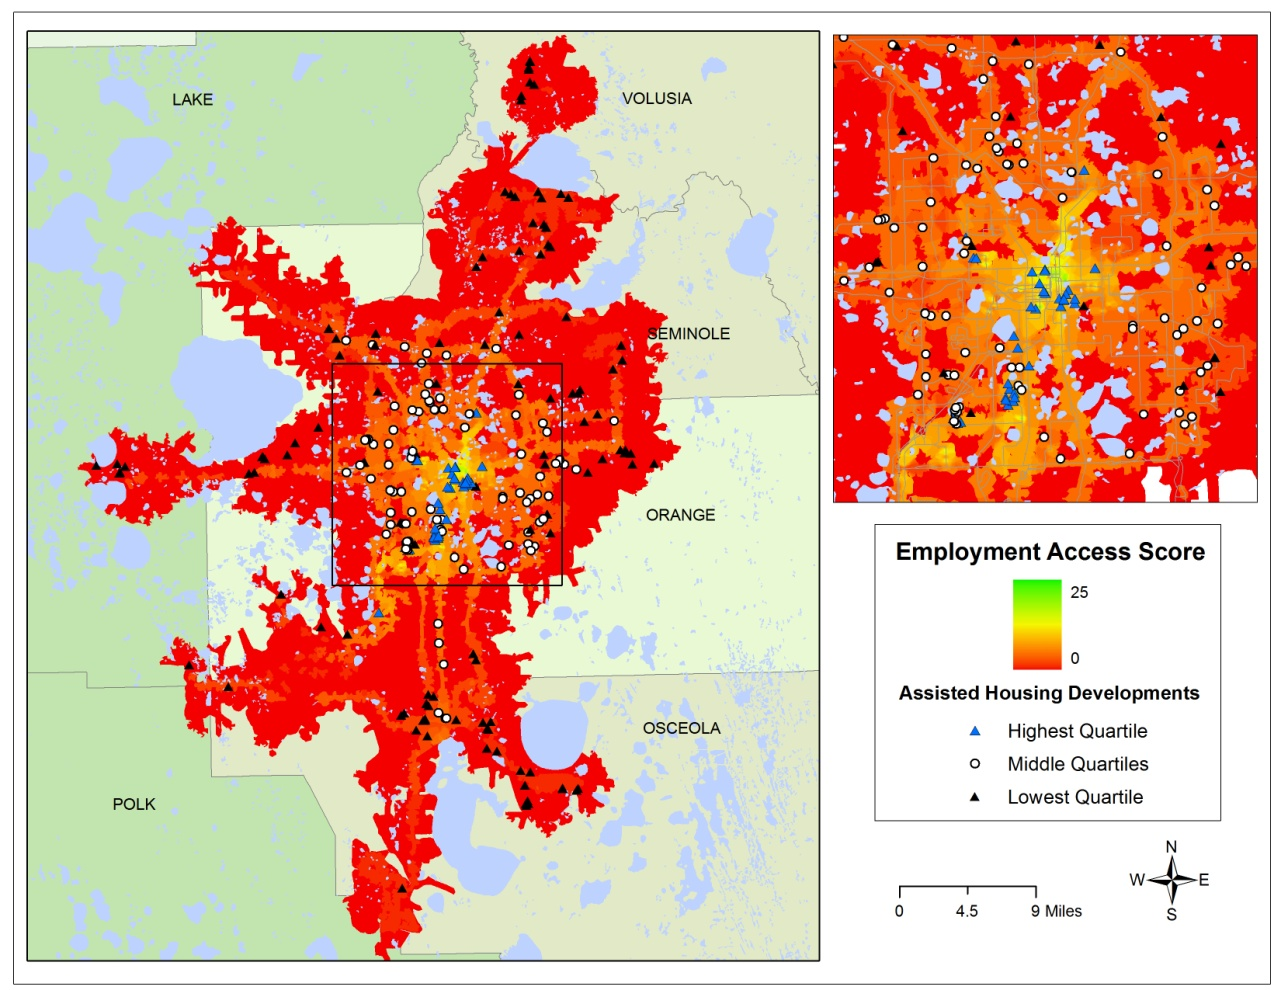 LAKE
VOLUSIA
SEMINOLE
ORANGE
OSCEOLA
POLK
Employment Access Score
25
0
Assisted Housing Developments
Highest Quartile
Middle Quartiles
Lowest Quartile
N
W E
S
0 4.5 9 Miles